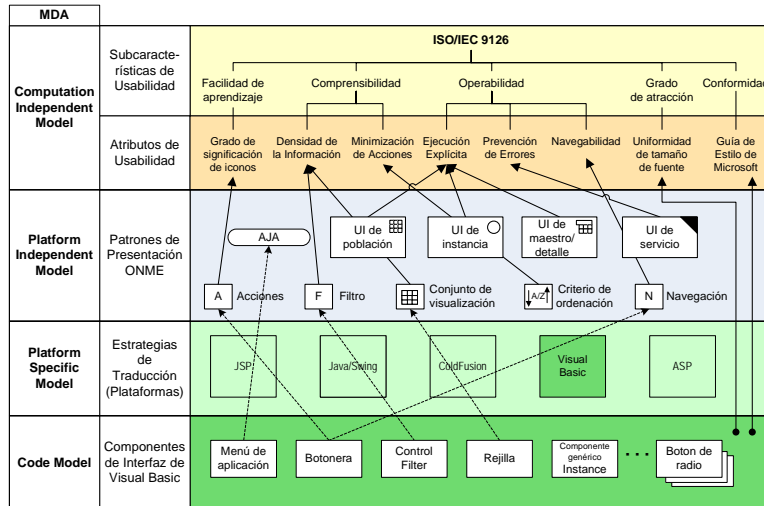 MDA
Computation
Independent
Model
Subcaracte-
rísticas de
Usabilidad
ISO/IEC 9126
Facilidad de
aprendizaje
Comprensibilidad
Operabilidad
Grado
de atracción
Conformidad
Atributos de
Usabilidad
Grado de
significación
de iconos
Densidad de
la Información
Minimización
de Acciones
Ejecución
Explícita
Prevención
de Errores
Navegabilidad
Uniformidad
de tamaño
de fuente
Guía de
Estilo de
Microsoft
Platform
Independent
Model
Patrones de
Presentación
ONME
AJA
UI de
población
UI de
instancia
UI de
maestro/
detalle
UI de
servicio
A
Acciones
F
Filtro
Conjunto de
visualización
A/Z
Criterio de
ordenación
N
Navegación
Platform
Specific
Model
Estrategias
de
Traducción
(Plataformas)
JSP
Java/Swing
ColdFusion
Visual
Basic
ASP
Code Model
Componentes
de Interfaz de
Visual Basic
Menú de
aplicación
Botonera
Control
Filter
Rejilla
Componente
genérico
Instance
Boton de
radio